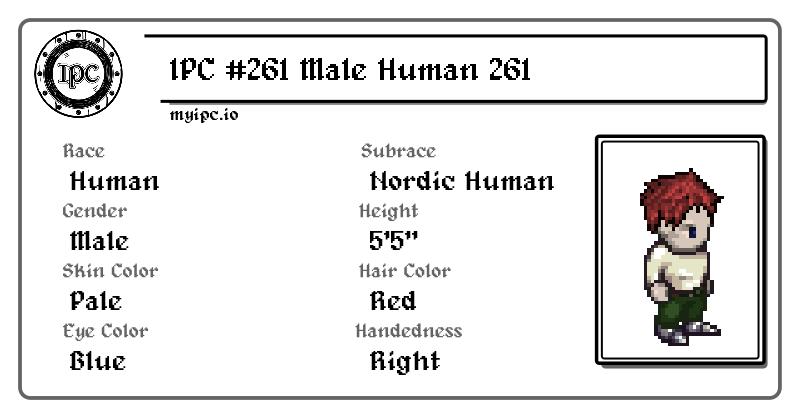 IPC
IPC #261 Male Human 261
myipc.io
Race
Human
Subrace
Nordic Human
Gender
Male
Height
5'5"
Skin Color
Pale
Hair Color
Red
Eye Color
Blue
Handedness
Right